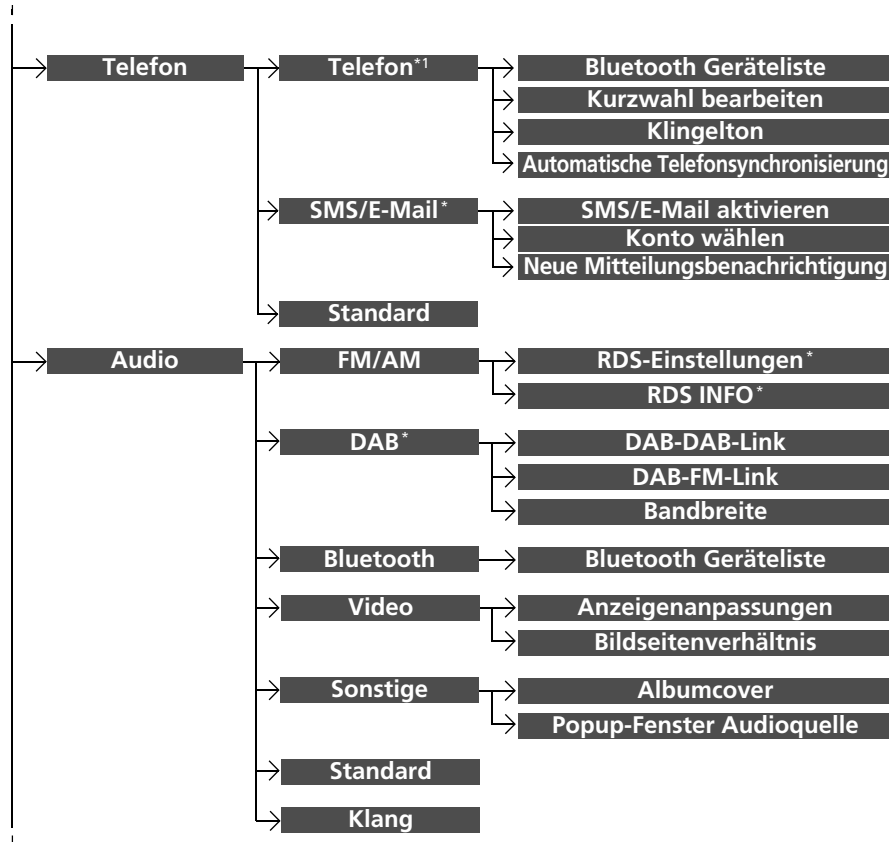 Telefon
Telefon*1
Bluetooth Geräteliste
Kurzwahl bearbeiten
Klingelton
Automatische Telefonsynchronisierung
SMS/E-Mail*
SMS/E-Mail aktivieren
Konto wählen
Neue Mitteilungsbenachrichtigung
Standard
Audio
FM/AM
RDS-Einstellungen*
RDS INFO*
DAB*
DAB-DAB-Link
DAB-FM-Link
Bandbreite
Bluetooth
Bluetooth Geräteliste
Video
Anzeigenanpassungen
Bildseitenverhältnis
Sonstige
Albumcover
Popup-Fenster Audioquelle
Standard
Klang